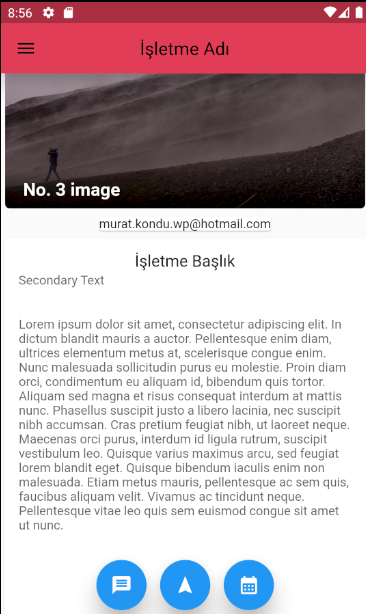 8:56
İşletme Adı
No. 3 image
murat.kondu.wp@hotmail.com
İşletme Başlık
Secondary Text
Lorem ipsum dolor sit amet, consectetur adipiscing elit. In
dictum blandit mauris a auctor. Pellentesque enim diam,
ultrices elementum metus at, scelerisque congue enim.
Nunc malesuada sollicitudin purus eu molestie. Proin diam
orci, condimentum eu aliquam id, bibendum quis tortor.
Aliquam sed magna et risus consequat interdum at mattis
nunc. Phasellus suscipit justo a libero lacinia, nec suscipit
nibh accumsan. Cras pretium feugiat nibh, ut laoreet neque.
Maecenas orci purus, interdum id ligula rutrum, suscipit
vestibulum leo. Quisque varius maximus arcu, sed feugiat
lorem blandit eget. Quisque bibendum iaculis enim non
malesuada. Etiam metus mauris, pellentesque ac sem quis,
faucibus aliquam velit. Vivamus ac tincidunt neque.
Pellentesque vitae leo quis sem euismod congue sit amet
ut nunc.